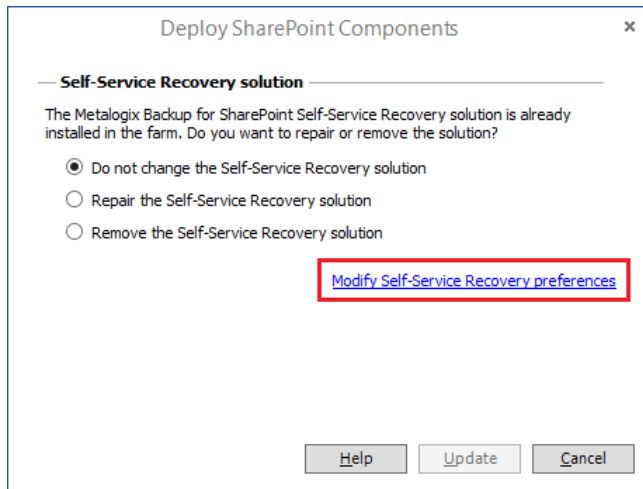 Deploy SharePoint Components
Self-Service Recovery solution
The Metalogix Backup for SharePoint Self-Service Recovery solution is already
installed in the farm. Do you want to repair or remove the solution?
Do not change the Self-Service Recovery solution
Repair the Self-Service Recovery solution
Remove the Self-Service Recovery solution
Modify Self-Service Recovery preferences
Help Update Cancel